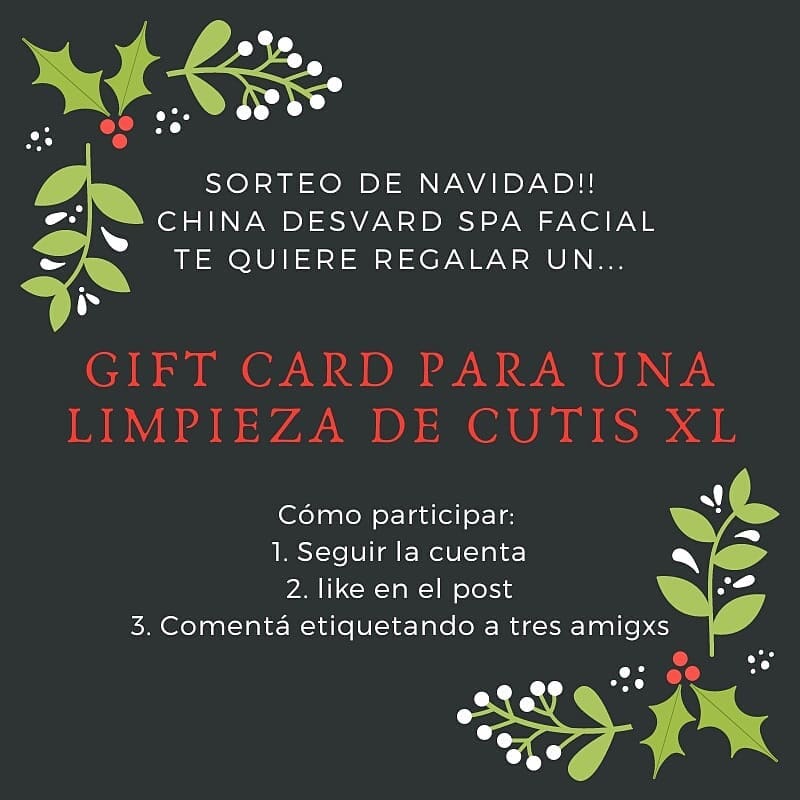 SORTEO DE NAVIDAD!!
CHINA DESVARD SPA FACIAL
TE QUIERE REGALAR UN...
GIFT CARD PARA UNA
LIMPIEZA DE CUTIS XL
Cómo participar:
1. Seguir la cuenta
2. like en el post
3. Comentá etiquetando a tres amigxs